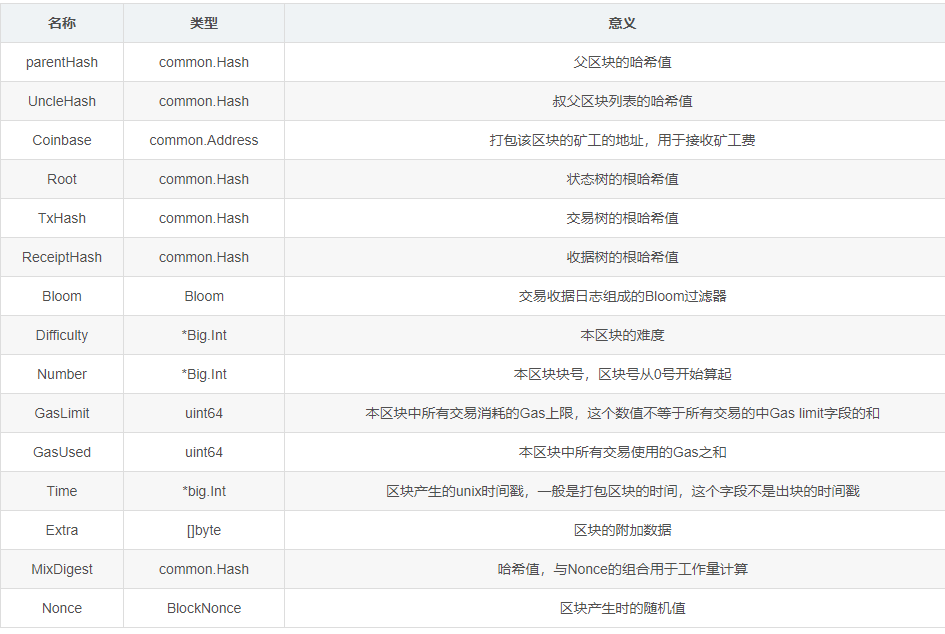 名称 类型 意义
parentHash common.Hash 父区块的哈希值
UncleHash common.Hash 叔父区块列表的哈希值
Coinbase common.Address 打包该区块的矿工的地址，用于接收矿工费
Root common.Hash 状态树的根哈希值
TxHash common.Hash 交易树的根哈希值
ReceiptHash common.Hash 收据树的根哈希值
Bloom Bloom 交易收据日志组成的Bloom过滤器
Difficulty *Big.Int 本区块的难度
Number *Big.Int 本区块块号，区块号从0号开始算起
GasLimit uint64 本区块中所有交易消耗的Gas上限，这个数值不等于所有交易的中Gas limit字段的和
GasUsed uint64 本区块中所有交易使用的Gas之和
Time *big.Int 区块产生的unix时间戳，一般是打包区块的时间，这个字段不是出块的时间戳
Extra []byte 区块的附加数据
MixDigest common.Hash 哈希值，与Nonce的组合用于工作量计算
Nonce BlockNonce 区块产生时的随机值